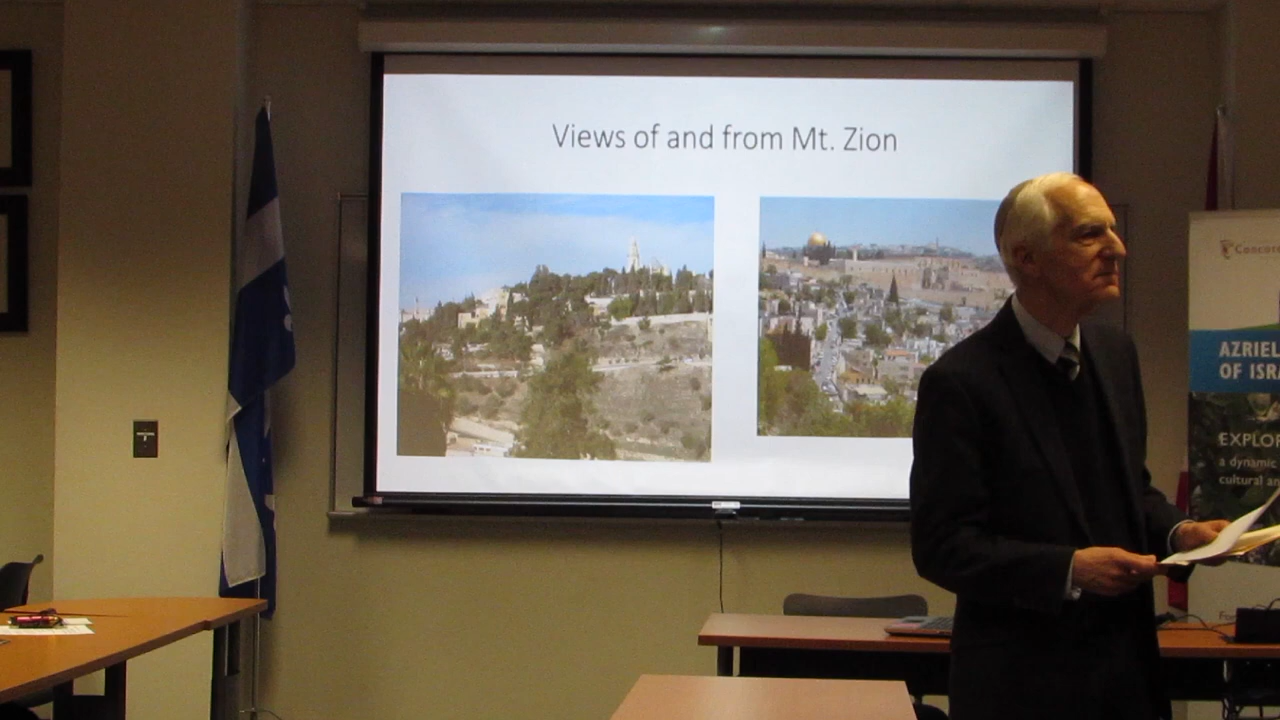 Views of and from Mt. Zion
AZRIEL
OF ISRA
EXPLOR
a dynamic
cultural an